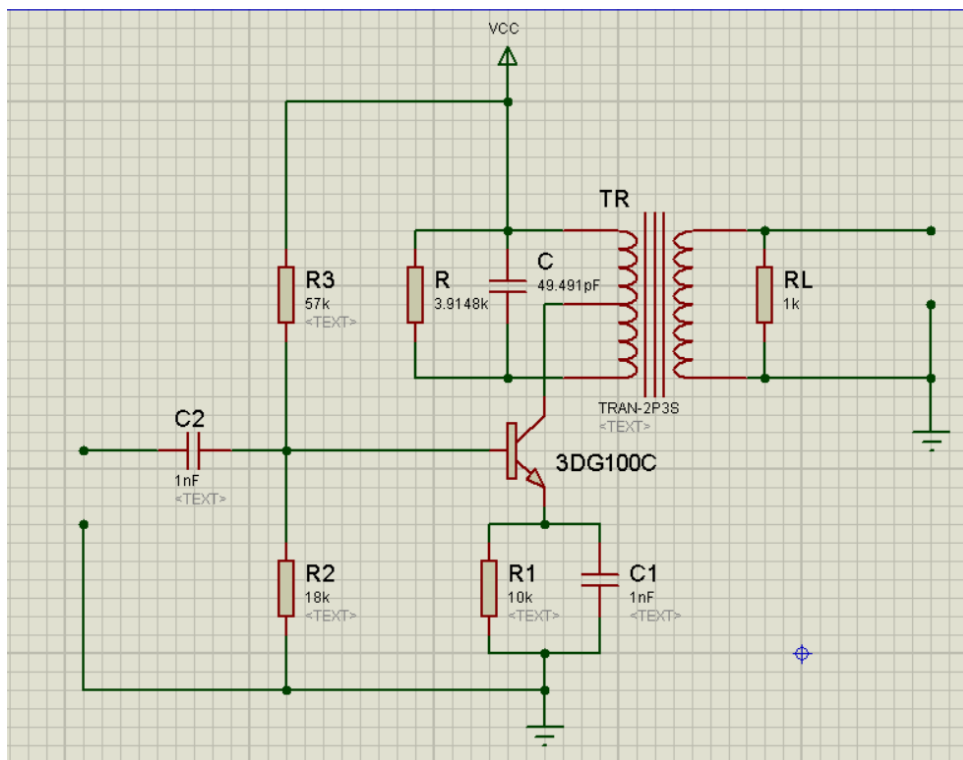 VCC
TR
R3
57k
<TEXT>
R
3.9148k
C
49.491pF
RL
1k
TRAN-2P3S
<TEXT>
C2
1nF
<TEXT>
3DG100C
R2
18k
<TEXT>
R1
10k
<TEXT>
C1
1nF
<TEXT>